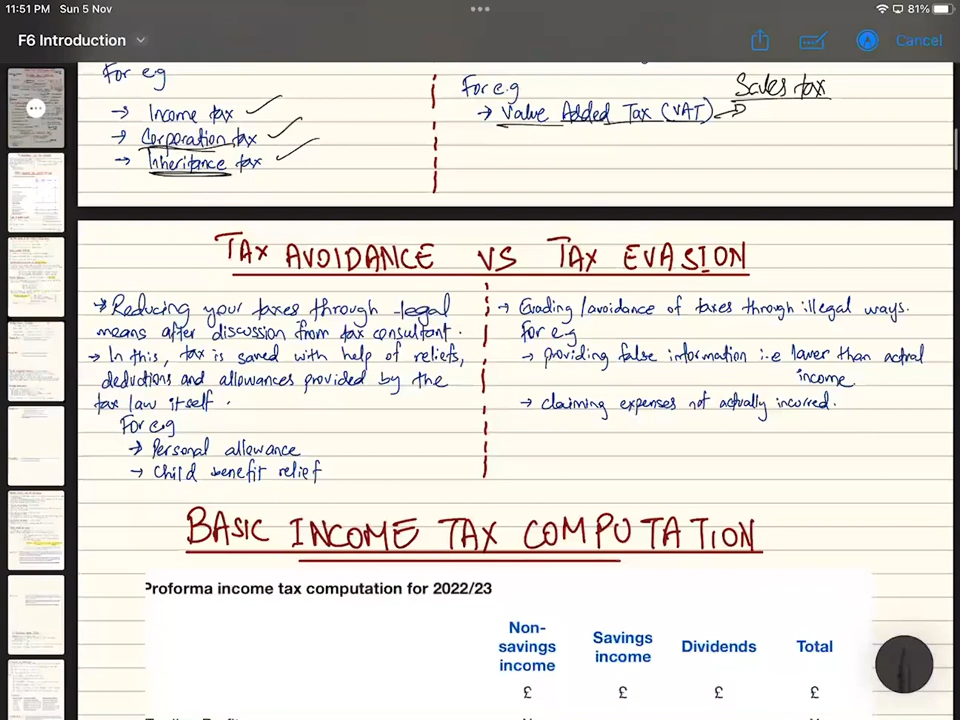 11:51 PM Sun 5 Nov
81%
F6 Introduction
Cancel
For eg
→ Income tax
→ Corporation tax
→ Inheritance tax
For e.g
→ Value Added Tax (VAT) →
Sales tax
TAX AVOIDANCE VS TAX EVASION
→ Reducing your taxes through legal
means after discussion from tax consultant.
→ In this, tax is saved with help of reliefs,
deductions and allowances provided by the
tax law itself.
For e.g
→ Personal allowance
→ Child benefit relief
→ Evading/avoidance of taxes through illegal ways.
For e.g
→ providing false information i.e lower than actual
income
→ claiming expenses not actually incurred.
BASIC INCOME TAX COMPUTATION
Proforma income tax computation for 2022/23
Non-
savings
income
Savings
income
Dividends
Total
£ £ £ £